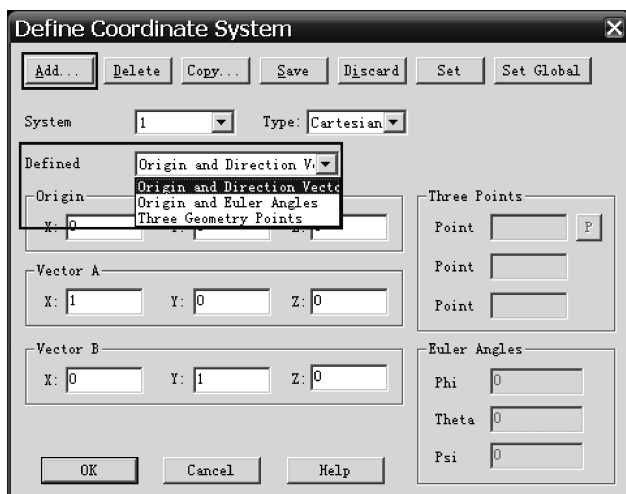 Define Coordinate System
Add... Delete Copy... Save Discard Set Set Global
System 1 Type: Cartesian
Defined Origin and Direction V
Origin and Direction Vecto
Origin and Euler Angles
Three Geometry Points
Origin
X: 0
Three Points
Point P
Point
Point
Vector A
X: 1 Y: 0 Z: 0
Vector B
X: 0 Y: 1 Z: 0
Euler Angles
Phi 0
Theta 0
Psi 0
OK Cancel Help